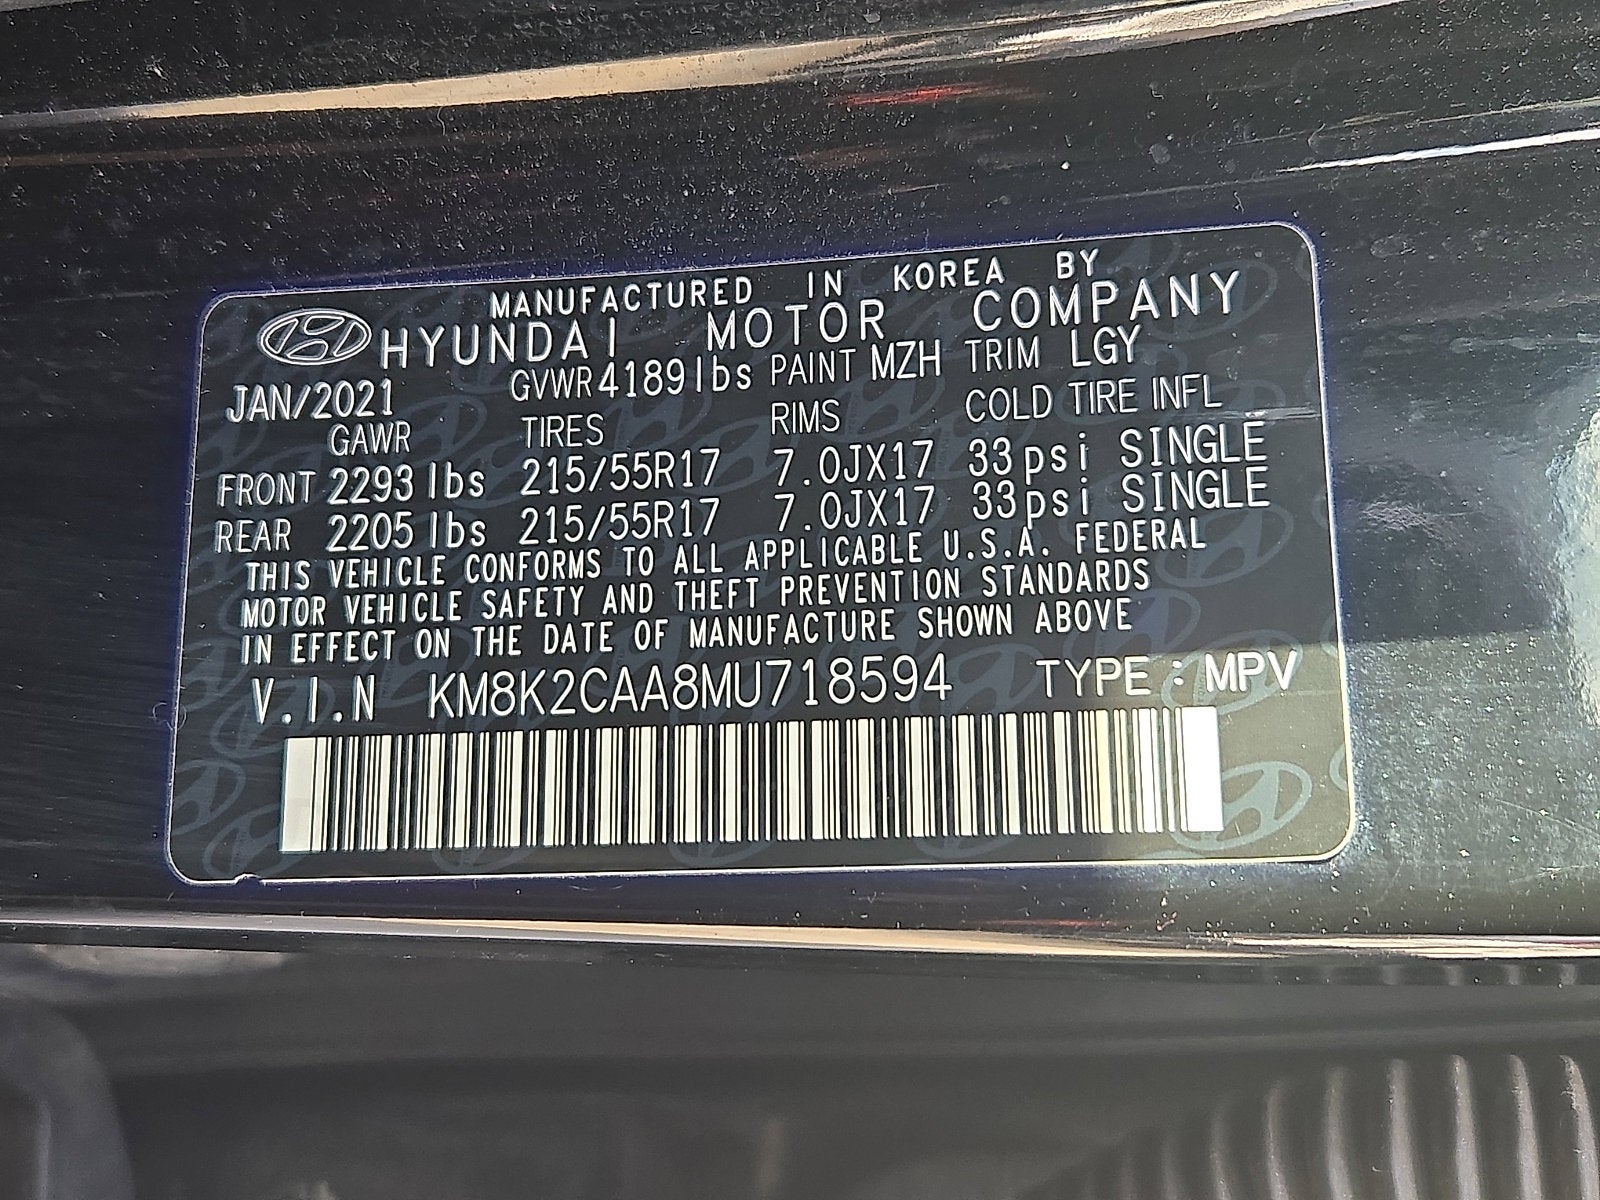 MANUFACTURED IN KOREA BY
HYUNDAI MOTOR COMPANY
JAN/2021 GVWR 4189lbs PAINT MZH TRIM LGY
GAWR TIRES RIMS COLD TIRE INFL
FRONT 2293 lbs 215/55R17 7.0JX17 33psi SINGLE
REAR 2205 lbs 215/55R17 7.0JX17 33psi SINGLE
THIS VEHICLE CONFORMS TO ALL APPLICABLE U.S.A. FEDERAL
MOTOR VEHICLE SAFETY AND THEFT PREVENTION STANDARDS
IN EFFECT ON THE DATE OF MANUFACTURE SHOWN ABOVE
V.I.N KM8K2CAA8MU718594 TYPE : MPV